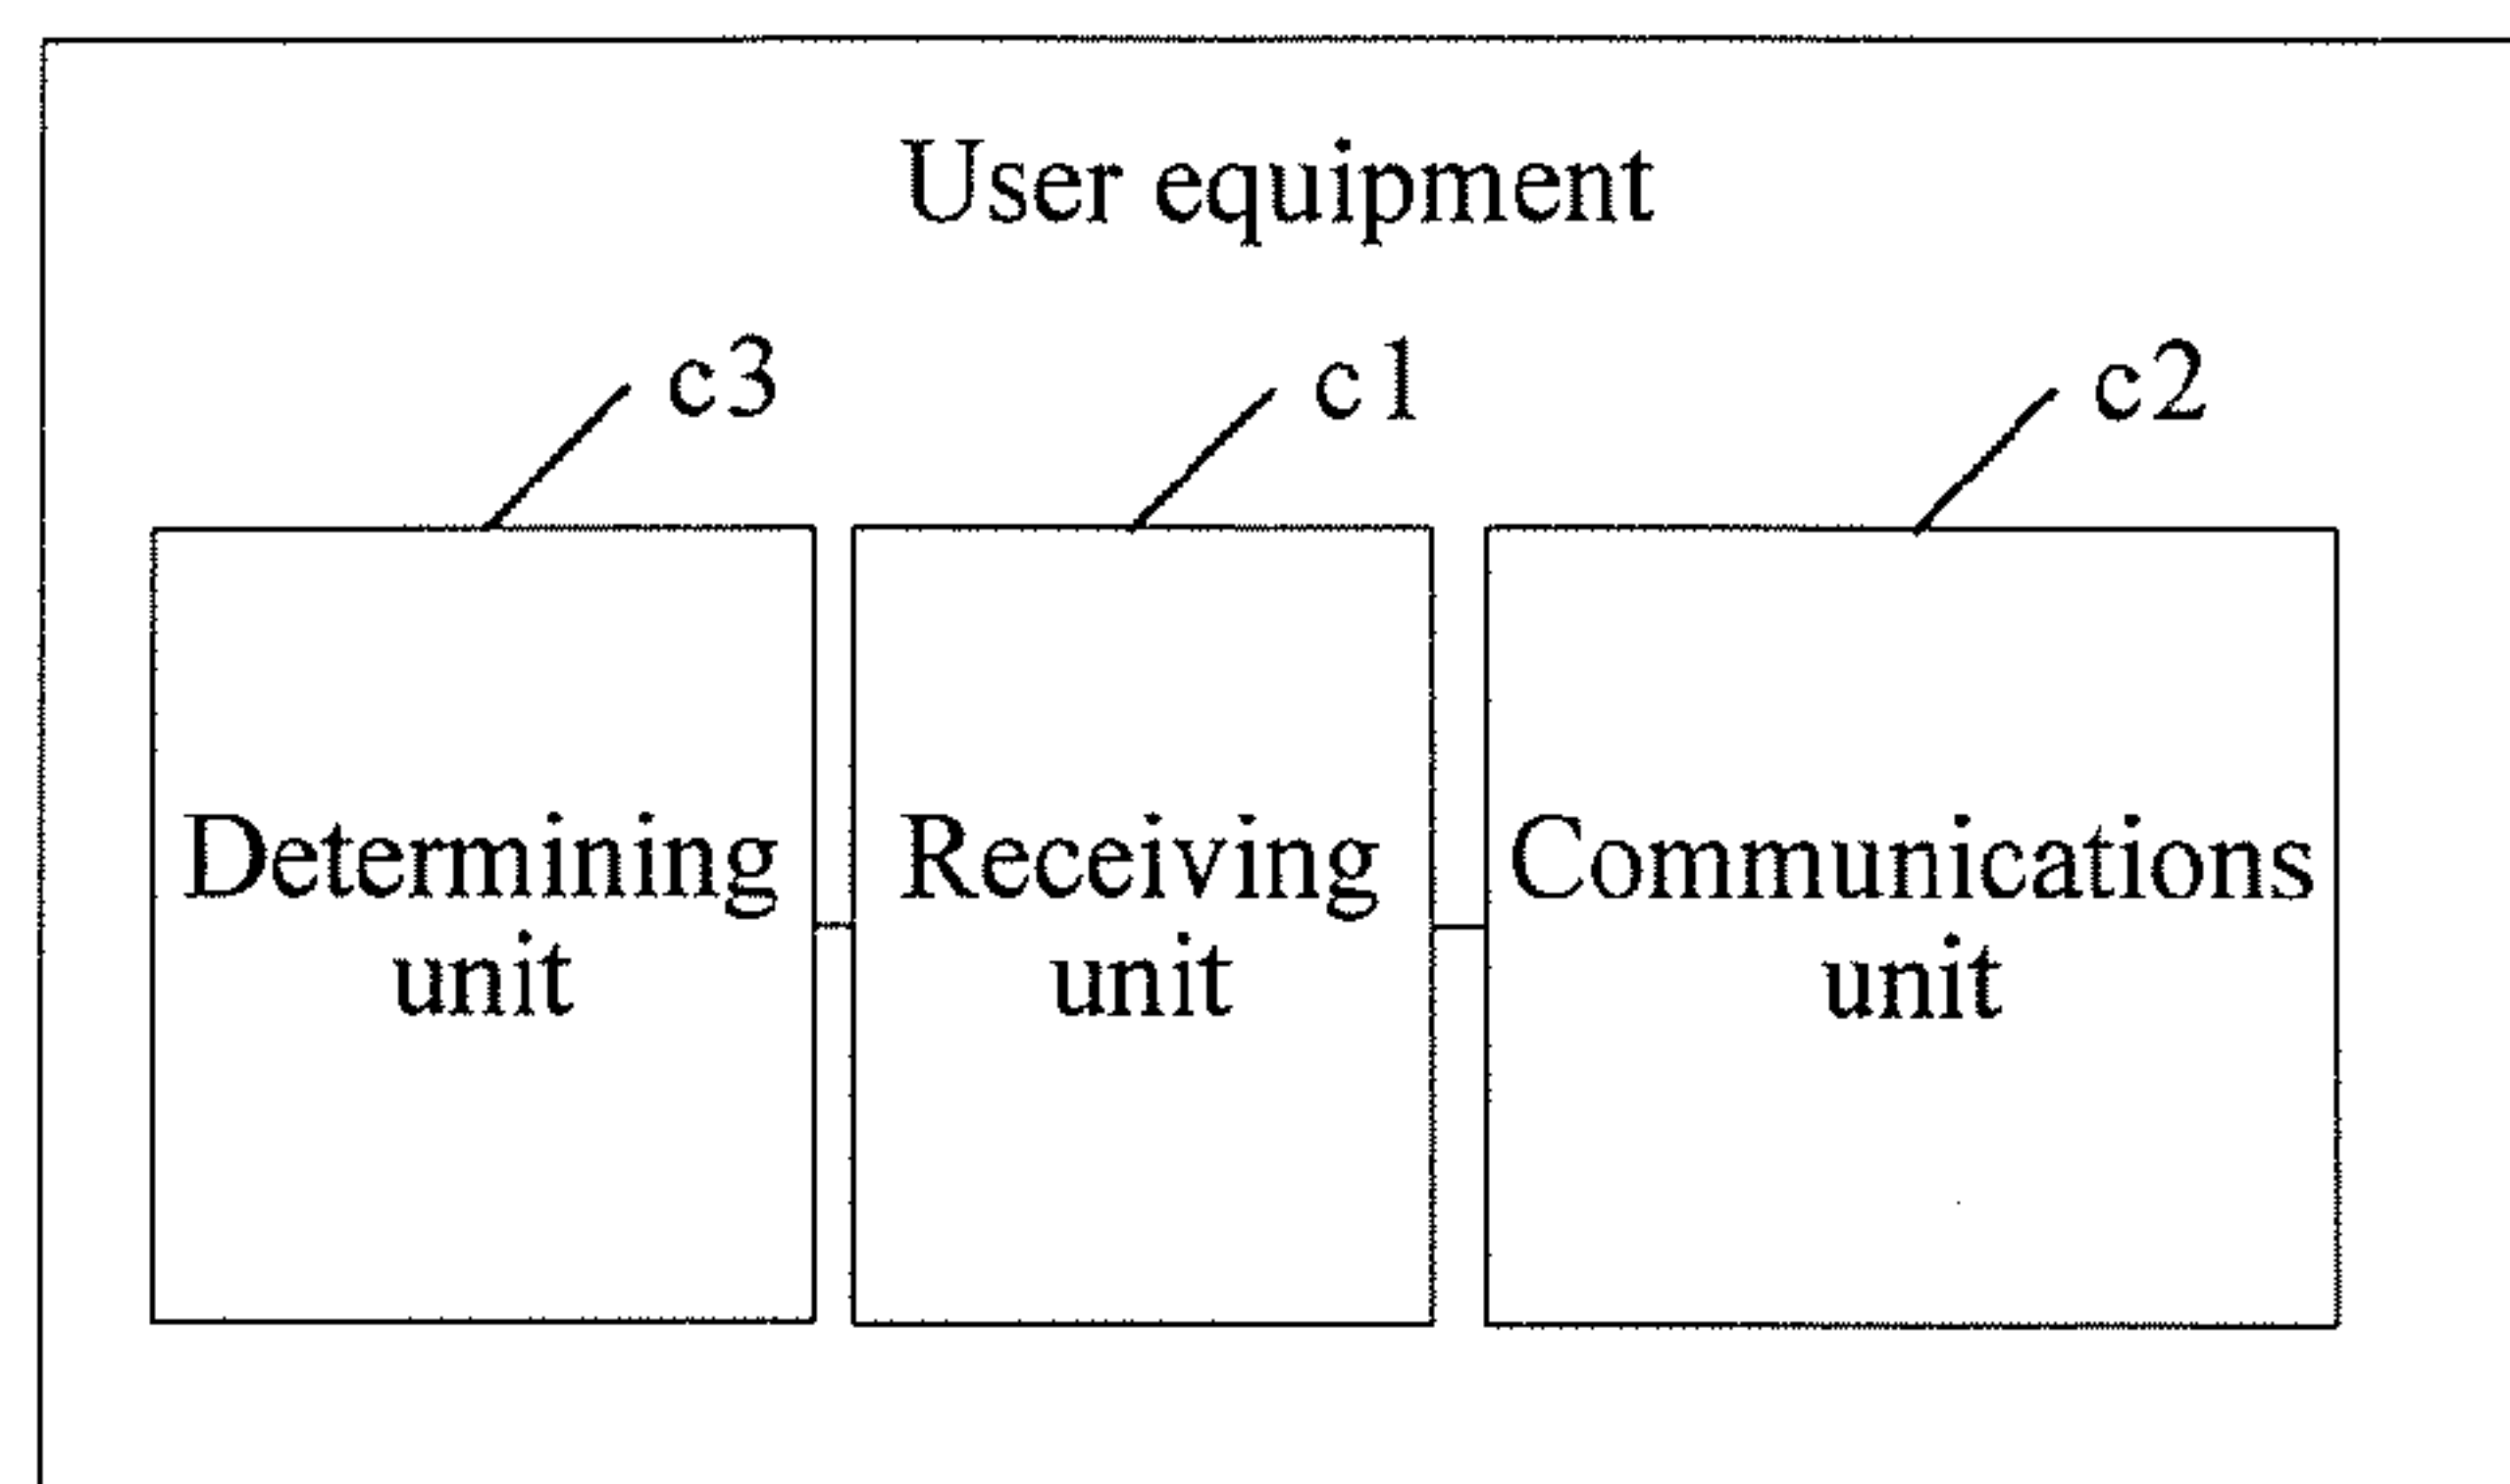 User equipment
c3
c1
c2
Determining
unit
Receiving
unit
Communications
unit